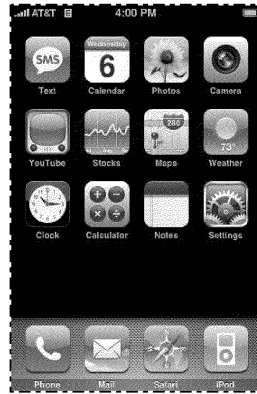 AT&T E 4:00 PM
SMS
Wednesday
6
280
Text Calendar Photos Camera
73°
YouTube Stocks Maps Weather
Clock Calculator Notes Settings
Phone Mail Safari iPod